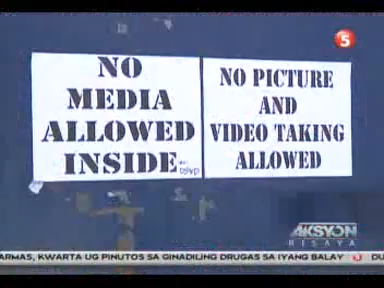 5
NO
MEDIA
ALLOWED
INSIDE
NO PICTURE
AND
VIDEO TAKING
ALLOWED
AKSYON
BISAYA
ARMAS, KWARTA UG PINUTOS SA GINADILING DRUGAS SA IYANG BALAY 5